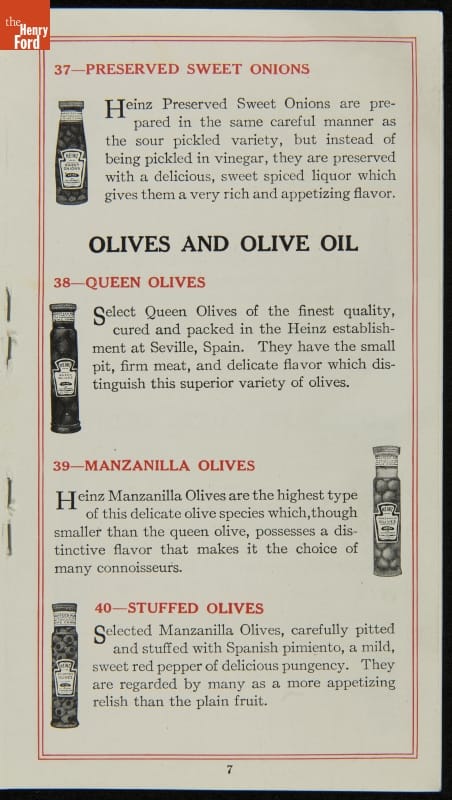 the
Henry
Ford
37—PRESERVED SWEET ONIONS
Heinz Preserved Sweet Onions are pre-
pared in the same careful manner as
the sour pickled variety, but instead of
being pickled in vinegar, they are preserved
with a delicious, sweet spiced liquor which
gives them a very rich and appetizing flavor.
HEINZ
OLIVES AND OLIVE OIL
38—QUEEN OLIVES
Select Queen Olives of the finest quality,
cured and packed in the Heinz establish-
ment at Seville, Spain. They have the small
pit, firm meat, and delicate flavor which dis-
tinguish this superior variety of olives.
HEINZ
39—MANZANILLA OLIVES
Heinz Manzanilla Olives are the highest type
of this delicate olive species which, though
smaller than the queen olive, possesses a dis-
tinctive flavor that makes it the choice of
many connoisseurs.
HEINZ
40—STUFFED OLIVES
Selected Manzanilla Olives, carefully pitted
and stuffed with Spanish pimiento, a mild,
sweet red pepper of delicious pungency. They
are regarded by many as a more appetizing
relish than the plain fruit.
HEINZ
7